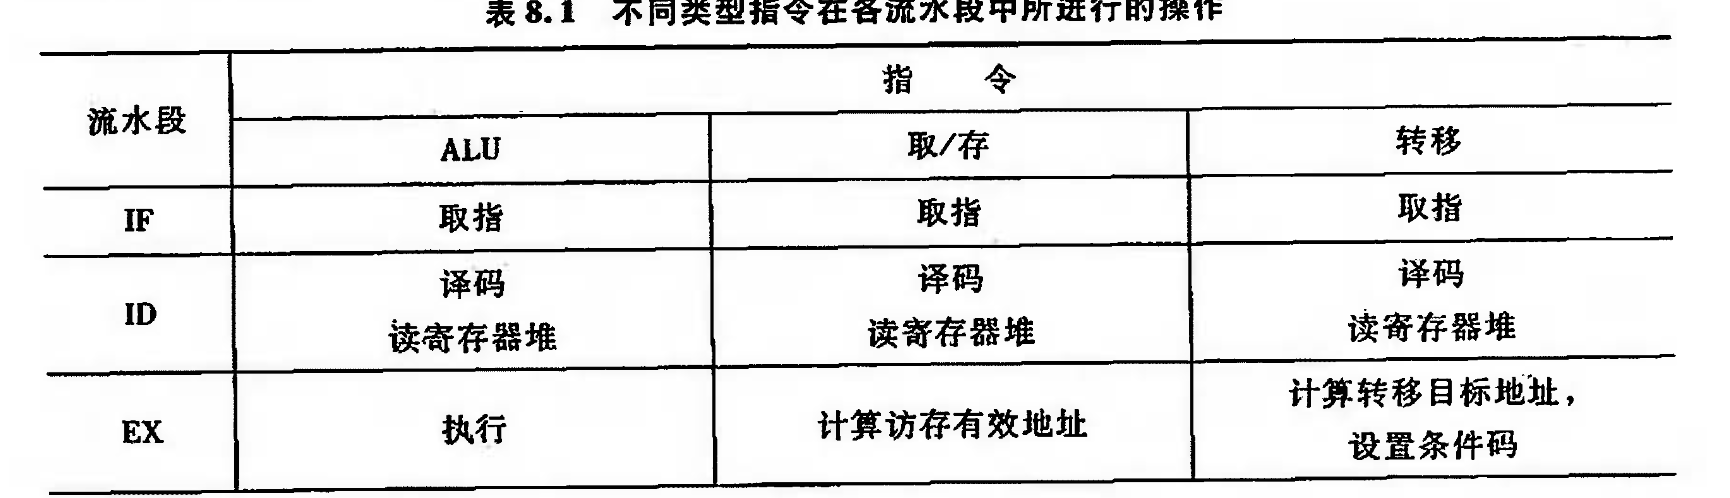 表 8.1 不同类型指令在各流水段中所进行的操作
流水段
指 令
ALU
取/存
转移
IF
取指
取指
取指
ID
译码
读寄存器堆
译码
读寄存器堆
译码
读寄存器堆
EX
执行
计算访存有效地址
计算转移目标地址，
设置条件码